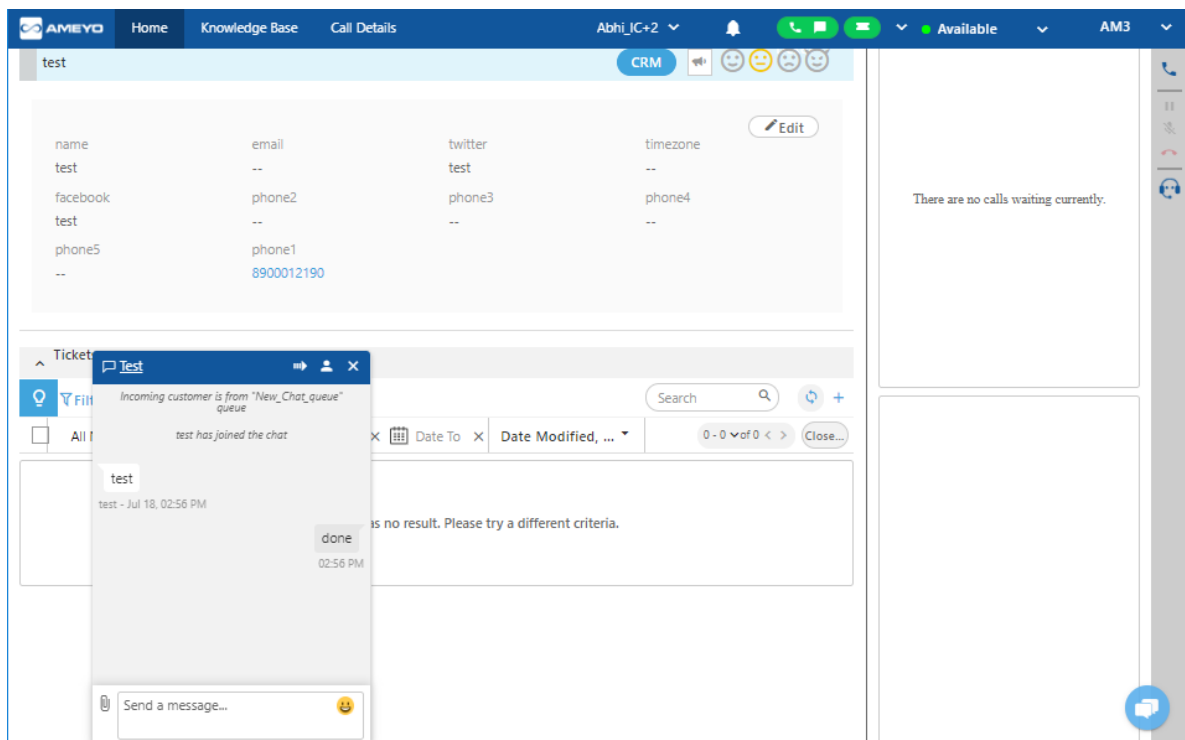 AMEYO Home Knowledge Base Call Details Abhi_IC+2 Available AM3
test CRM
Edit
name email twitter timezone
test -- test --
facebook phone2 phone3 phone4
test -- -- --
phone5 phone1
-- 8900012190
There are no calls waiting currently.
Tickets
Test
Filt Search
Incoming customer is from "New_Chat_queue"
queue
test has joined the chat
All Date To Date Modified, ... 0 - 0 of 0 Close...
test
test - Jul 18, 02:56 PM
as no result. Please try a different criteria.
done
02:56 PM
Send a message...